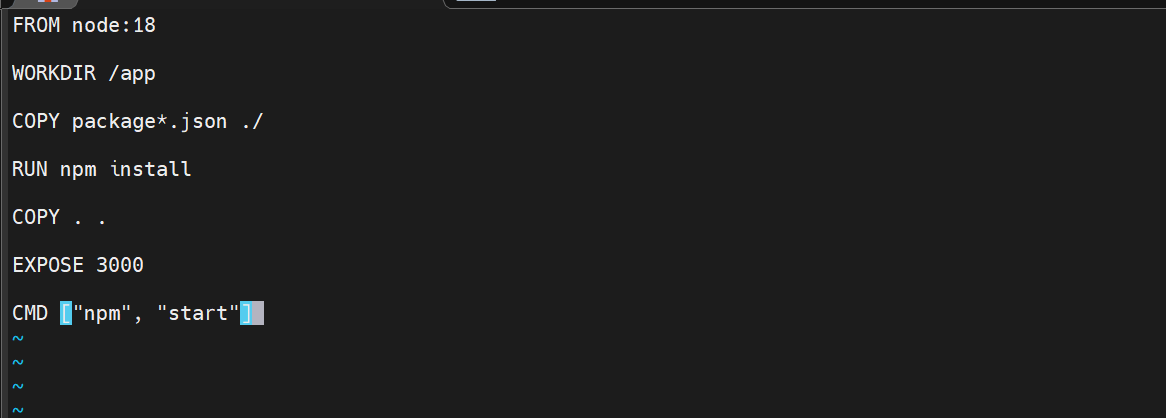 FROM node:18
WORKDIR /app
COPY package*.json ./
RUN npm install
COPY . .
EXPOSE 3000
CMD ["npm", "start"]
~
~
~
~